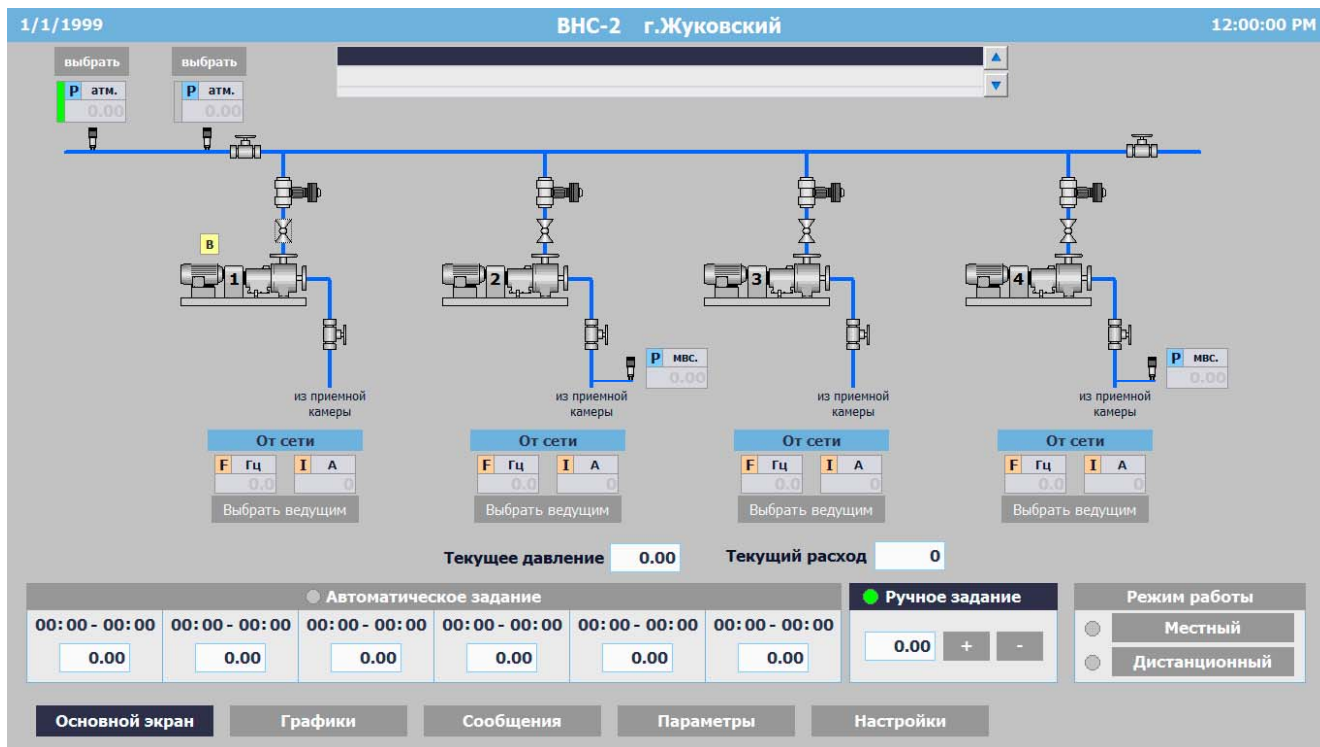 1/1/1999 ВНС-2 г.Жуковский 12:00:00 PM
выбрать выбрать
P атм. P атм.
0.00 0.00
В
1 2 3 4
P мвс. P мвс.
0.00 0.00
из приемной из приемной из приемной из приемной
камеры камеры камеры камеры
От сети От сети От сети От сети
F Гц I А F Гц I А F Гц I А F Гц I А
0.0 0 0.0 0 0.0 0 0.0 0
Выбрать ведущим Выбрать ведущим Выбрать ведущим Выбрать ведущим
Текущее давление 0.00 Текущий расход 0
Автоматическое задание Ручное задание Режим работы
00:00-00:00 00:00-00:00 00:00-00:00 00:00-00:00 00:00-00:00 00:00-00:00 Местный
0.00 0.00 0.00 0.00 0.00 0.00 0.00 + - Дистанционный
Основной экран Графики Сообщения Параметры Настройки